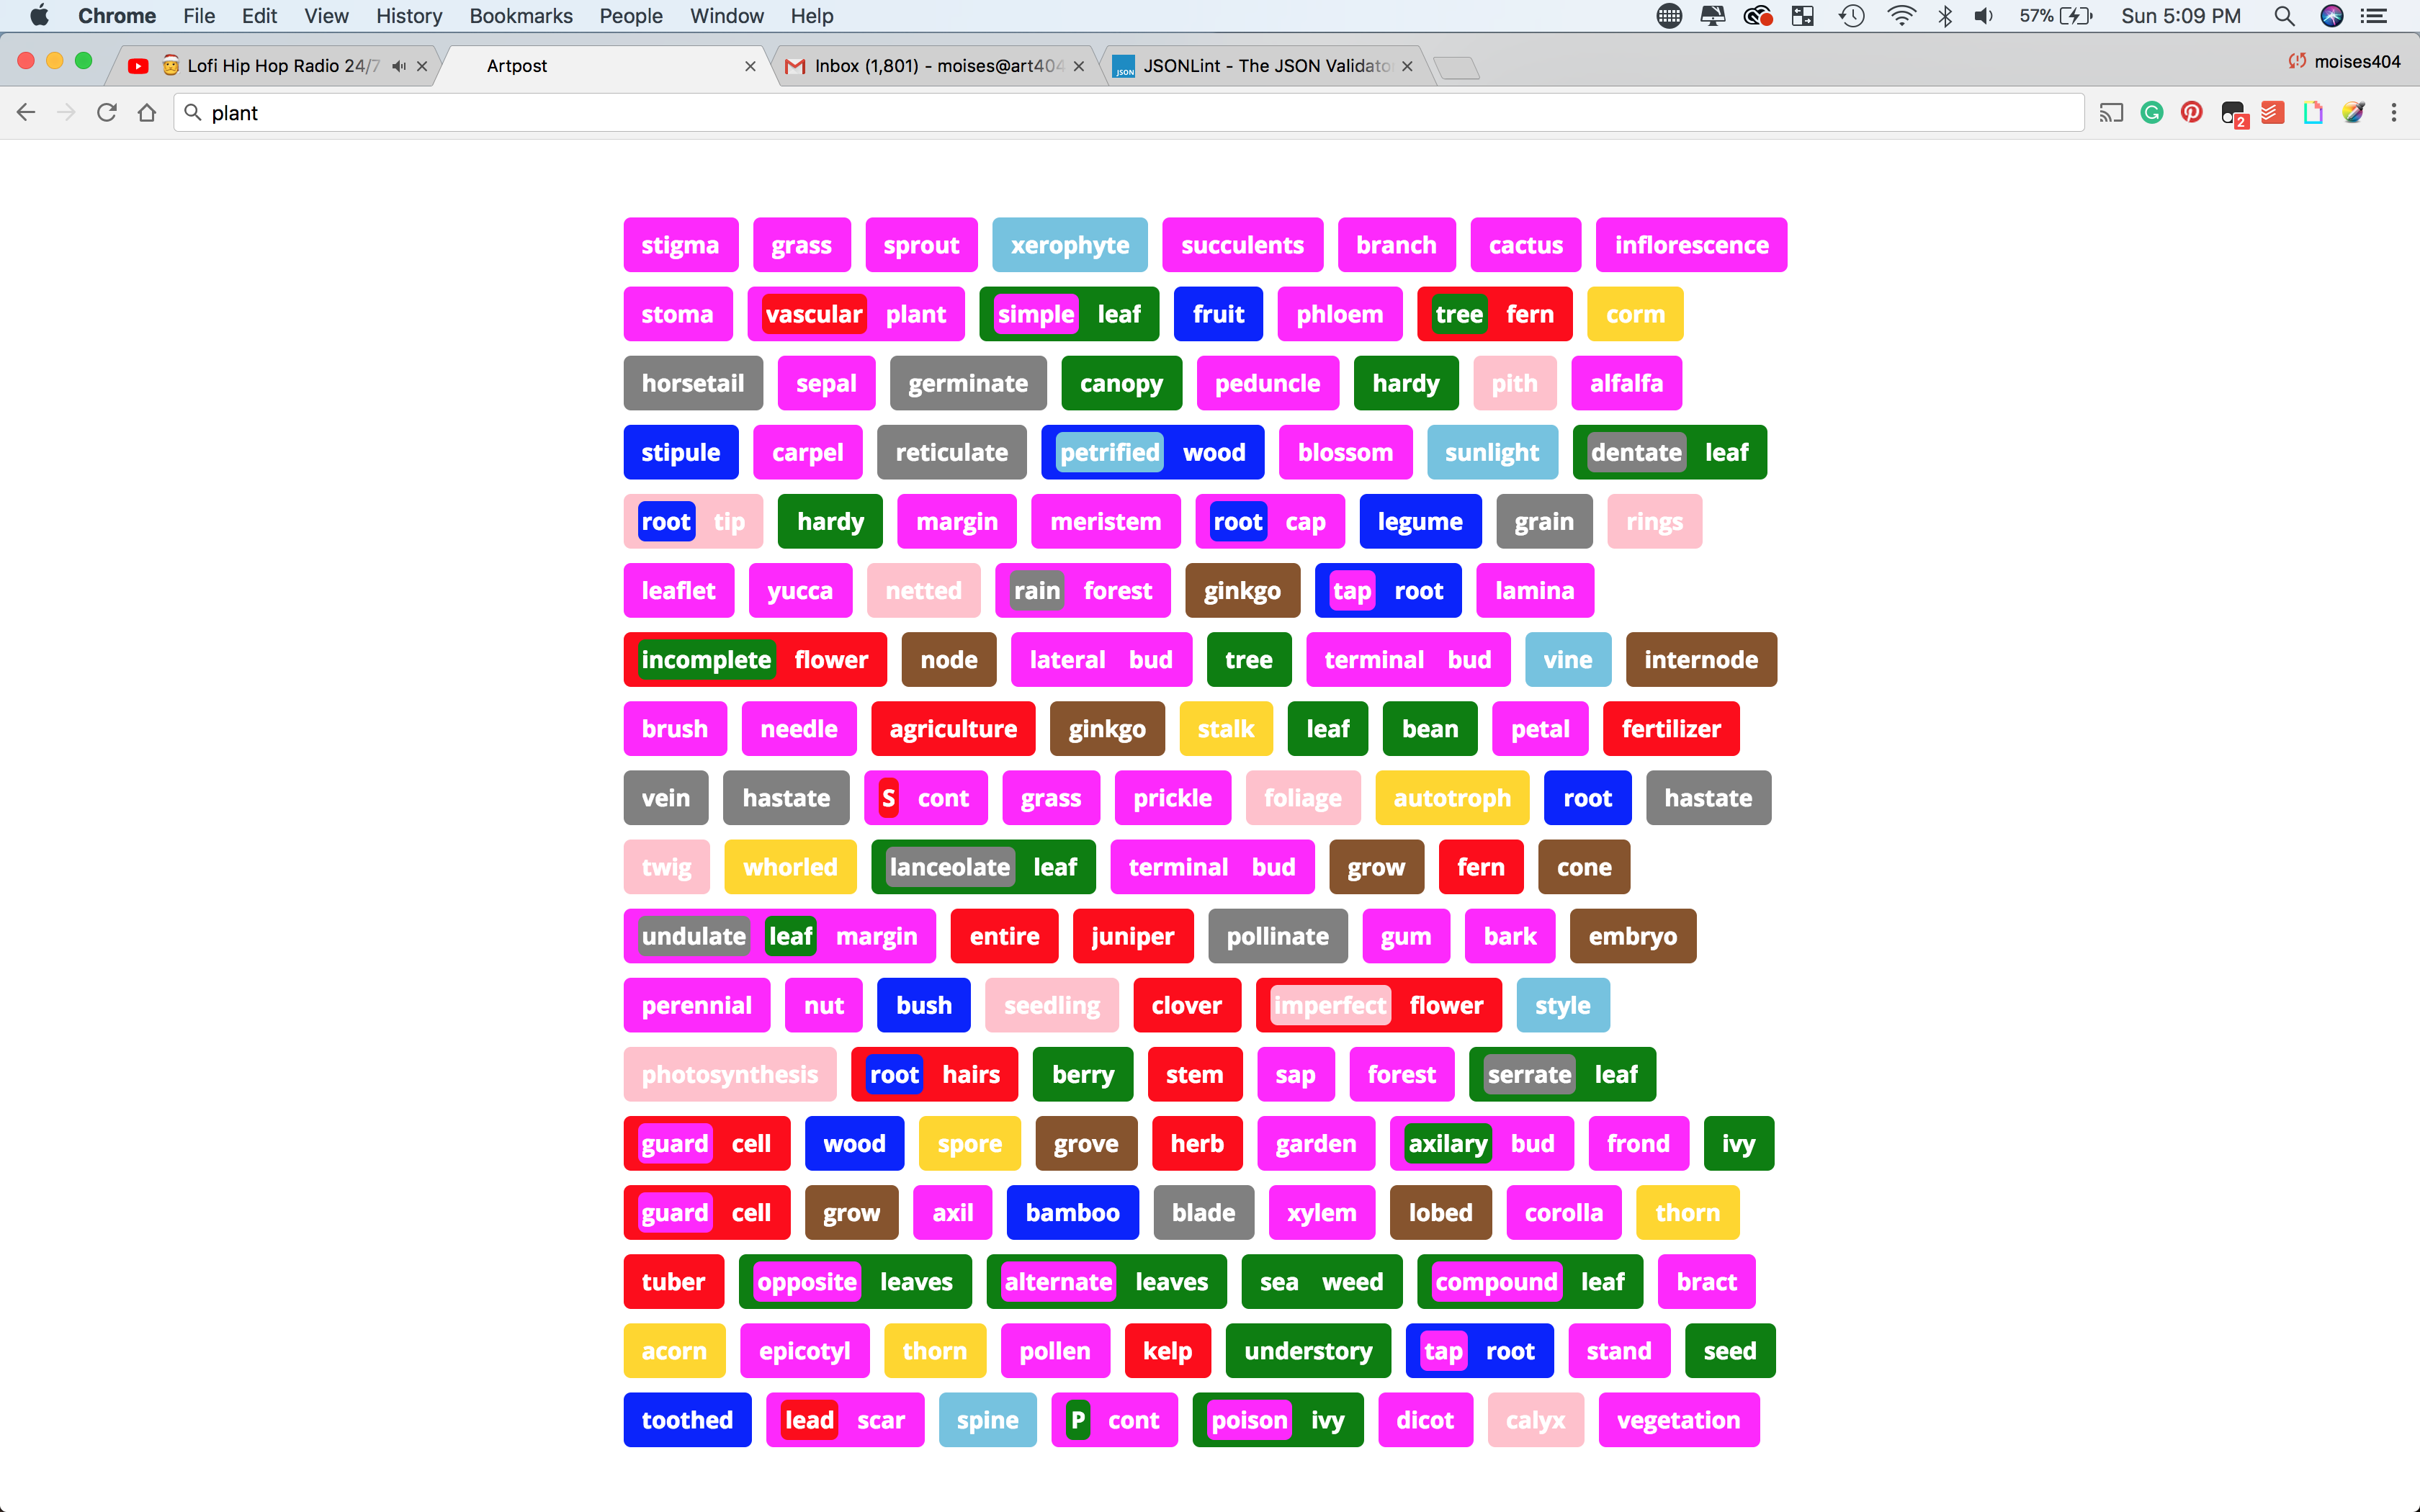 Chrome File Edit View History Bookmarks People Window Help 57% Sun 5:09 PM
Lofi Hip Hop Radio 24/7 Artpost Inbox (1,801) - moises@art404 JSON JSONLint - The JSON Validator moises404
plant 2
stigma grass sprout xerophyte succulents branch cactus inflorescence
stoma vascular plant simple leaf fruit phloem tree fern corm
horsetail sepal germinate canopy peduncle hardy pith alfalfa
stipule carpel reticulate petrified wood blossom sunlight dentate leaf
root tip hardy margin meristem root cap legume grain rings
leaflet yucca netted rain forest ginkgo tap root lamina
incomplete flower node lateral bud tree terminal bud vine internode
brush needle agriculture ginkgo stalk leaf bean petal fertilizer
vein hastate S cont grass prickle foliage autotroph root hastate
twig whorled lanceolate leaf terminal bud grow fern cone
undulate leaf margin entire juniper pollinate gum bark embryo
perennial nut bush seedling clover imperfect flower style
photosynthesis root hairs berry stem sap forest serrate leaf
guard cell wood spore grove herb garden axilary bud frond ivy
guard cell grow axil bamboo blade xylem lobed corolla thorn
tuber opposite leaves alternate leaves sea weed compound leaf bract
acorn epicotyl thorn pollen kelp understory tap root stand seed
toothed lead scar spine P cont poison ivy dicot calyx vegetation